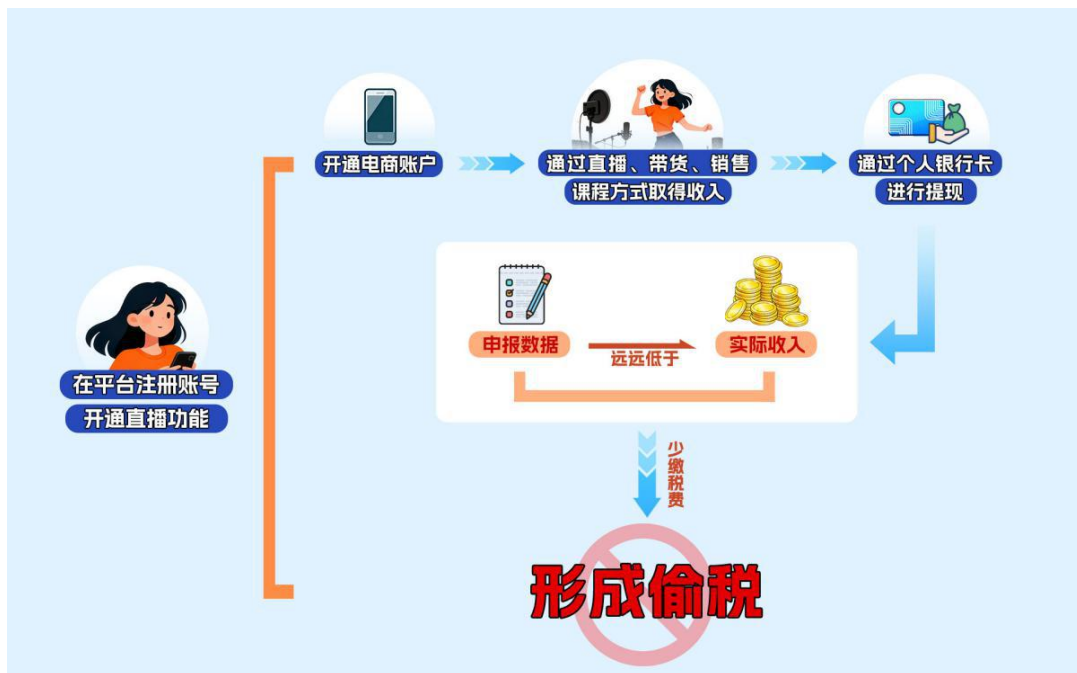 在平台注册账号
开通直播功能
开通电商账户
通过直播、带货、销售
课程方式取得收入
通过个人银行卡
进行提现
申报数据
远远低于
实际收入
少缴税费
形成偷税